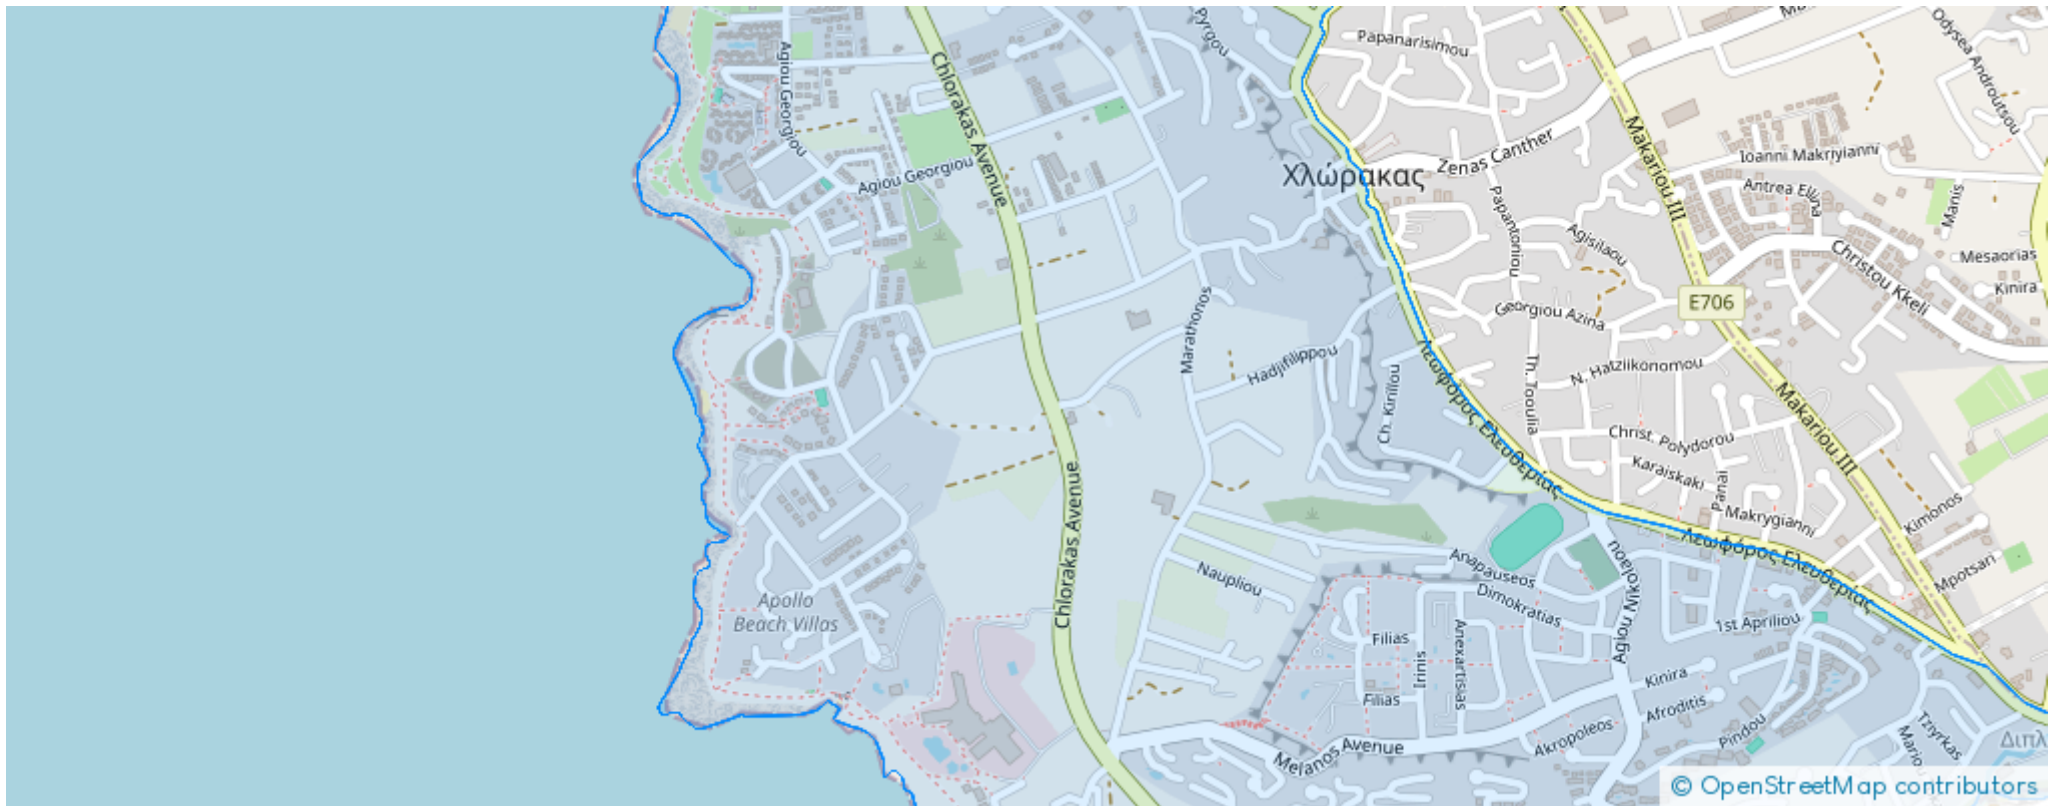 Pyrgou
Papanarisimou
Odysea Androutsou
Agiou Georgiou
Chlorakas Avenue
Makariou III
Zenas Canther
Ioanni Makriyianni
Χλώρακας
Agiou Georgiou
Antrea Ellina
Manis
Papantoniou
Agisilaou
Christou Kkeli
Mesaorias
Kinira
E706
Georgiou Azina
Marathonos
Hadjifilippou
Λεωφόρος Ελευθερίας
Th. Tooulia
N. Hatziikonomou
Ch. Kiriliou
Makariou III
Christ. Polydorou
Karaiskaki
Panai
Chlorakas Avenue
Makrygianni
Kimonos
Λεωφόρος Ελευθερίας
Anapauseos
Naupliou
Dimokratias
Agiou Nikolaou
Mpotsari
Apollo
Beach Villas
1st Apriliou
Filias
Irinis
Anexartisias
Kinira
Filias
Afroditis
Akropoleos
Pindou
Melanos Avenue
Tzyrkas
Mariou
Διπλ
© OpenStreetMap contributors